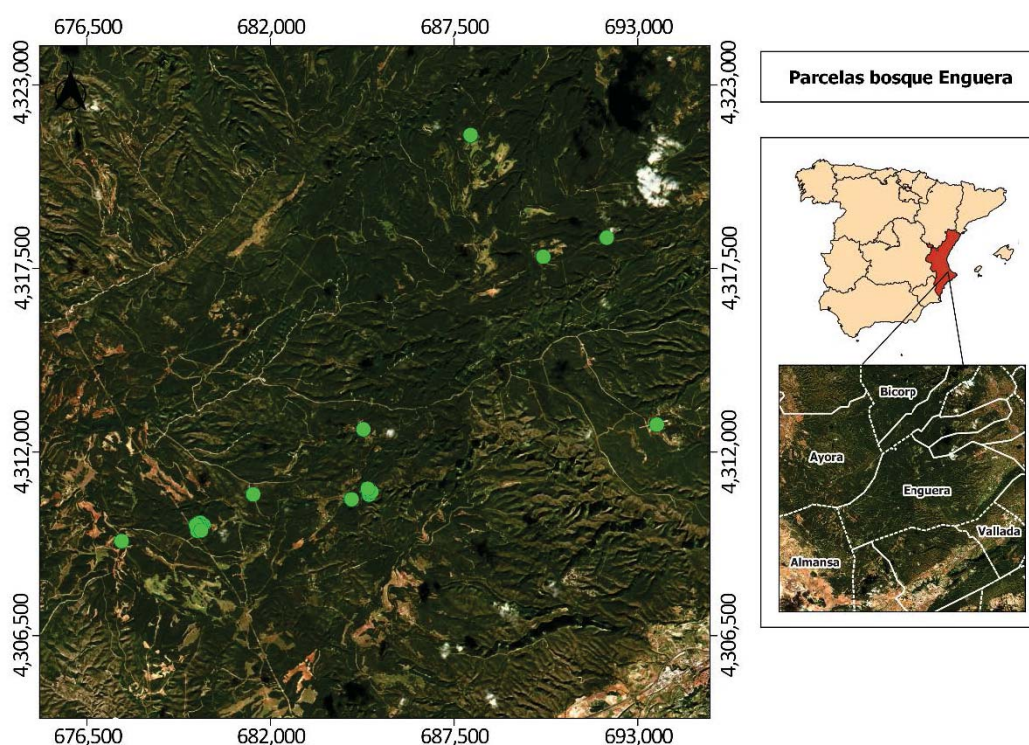 676,500 682,000 687,500 693,000
4,323,000 4,323,000
4,317,500 4,317,500
4,312,000 4,312,000
4,306,500 4,306,500
676,500 682,000 687,500 693,000
Parcelas bosque Enguera
Bicorp
Ayora
Enguera
Vallada
Almansa